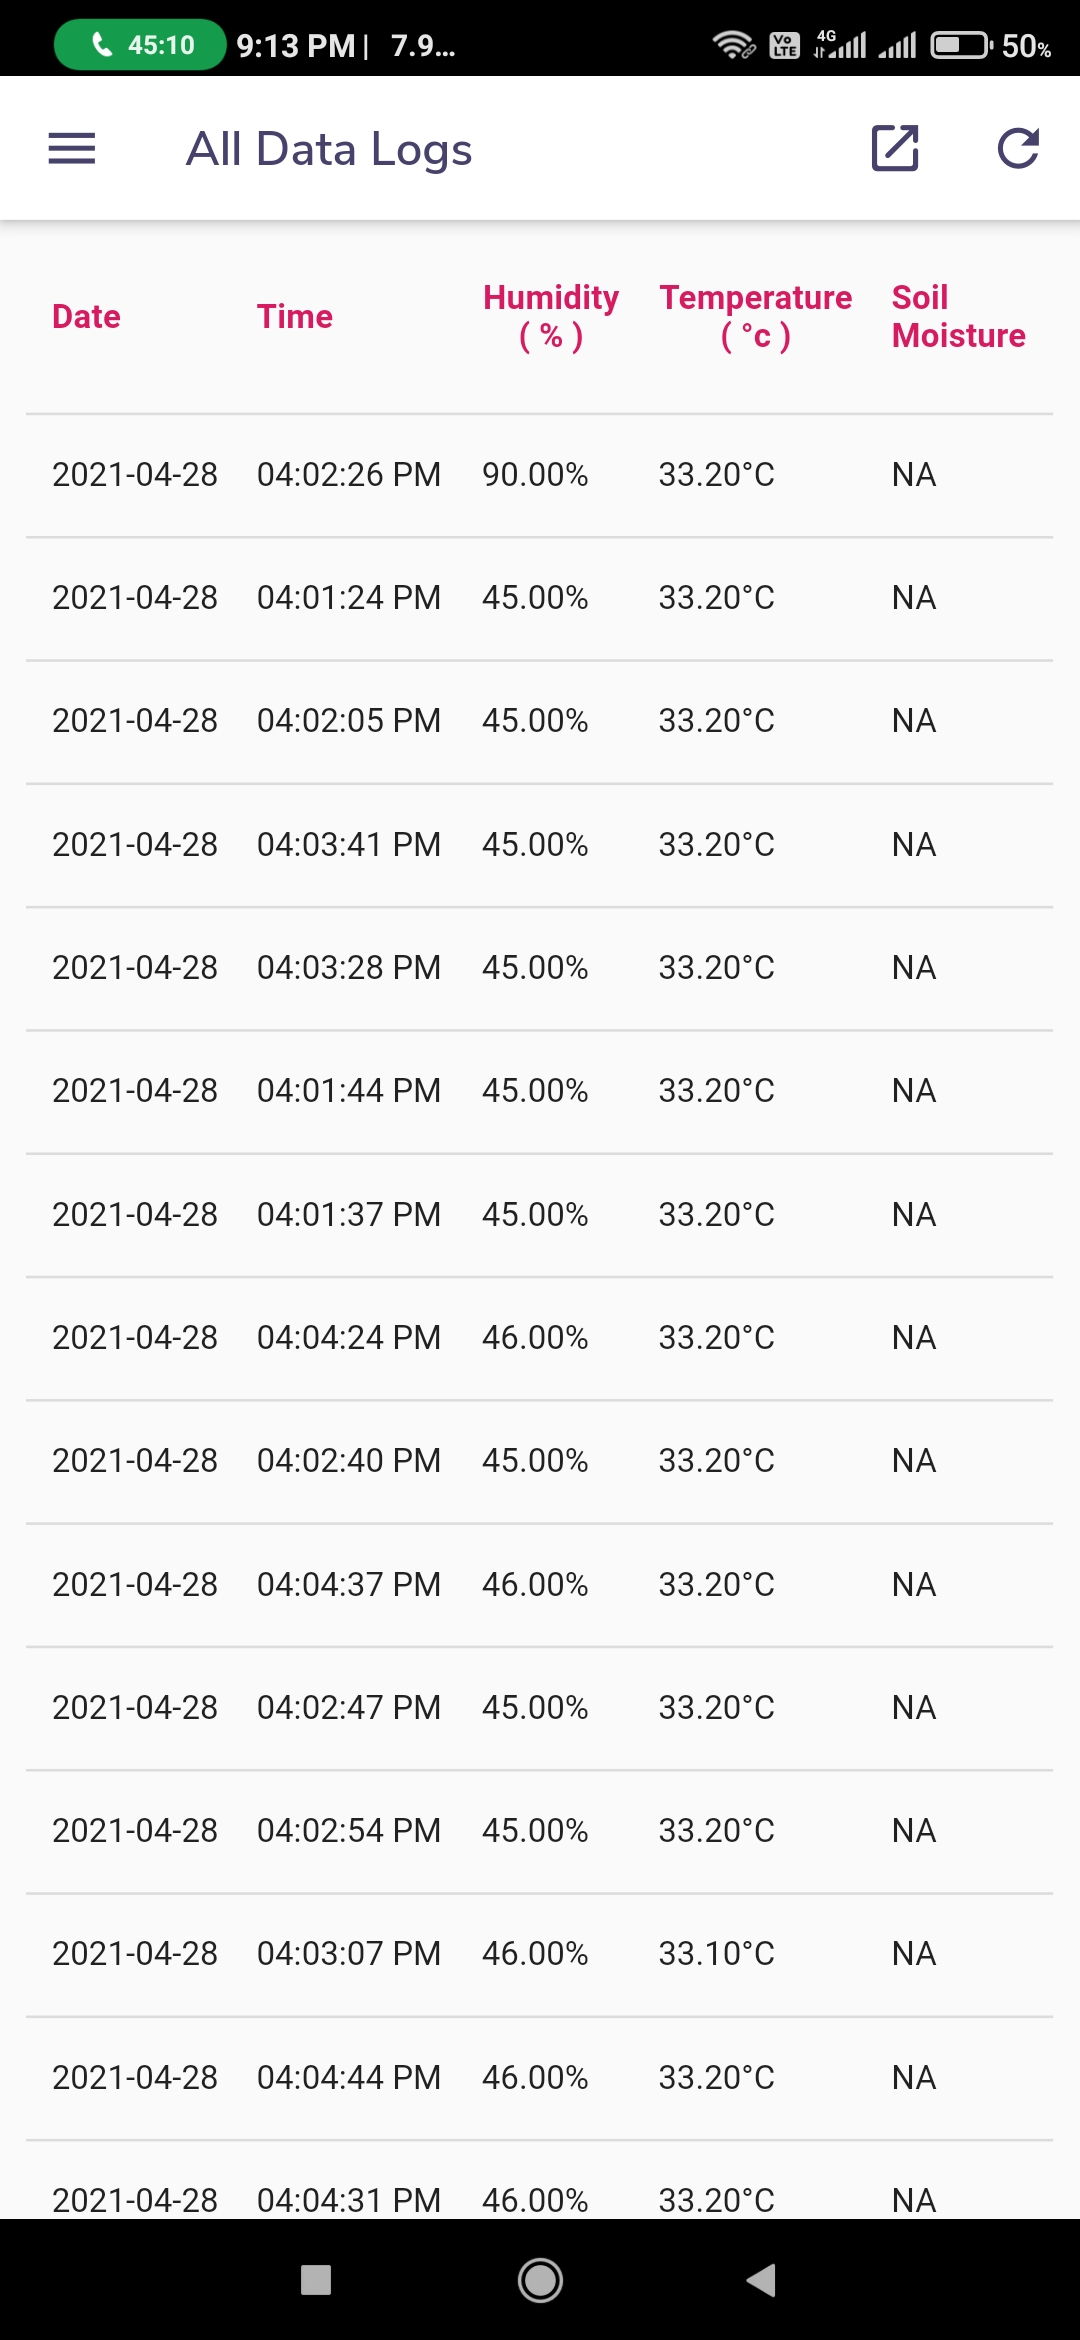 45:10 9:13 PM | 7.9... Vo LTE 4G 50%
All Data Logs
Date Time Humidity ( % ) Temperature ( °c ) Soil Moisture
2021-04-28 04:02:26 PM 90.00% 33.20°C NA
2021-04-28 04:01:24 PM 45.00% 33.20°C NA
2021-04-28 04:02:05 PM 45.00% 33.20°C NA
2021-04-28 04:03:41 PM 45.00% 33.20°C NA
2021-04-28 04:03:28 PM 45.00% 33.20°C NA
2021-04-28 04:01:44 PM 45.00% 33.20°C NA
2021-04-28 04:01:37 PM 45.00% 33.20°C NA
2021-04-28 04:04:24 PM 46.00% 33.20°C NA
2021-04-28 04:02:40 PM 45.00% 33.20°C NA
2021-04-28 04:04:37 PM 46.00% 33.20°C NA
2021-04-28 04:02:47 PM 45.00% 33.20°C NA
2021-04-28 04:02:54 PM 45.00% 33.20°C NA
2021-04-28 04:03:07 PM 46.00% 33.10°C NA
2021-04-28 04:04:44 PM 46.00% 33.20°C NA
2021-04-28 04:04:31 PM 46.00% 33.20°C NA